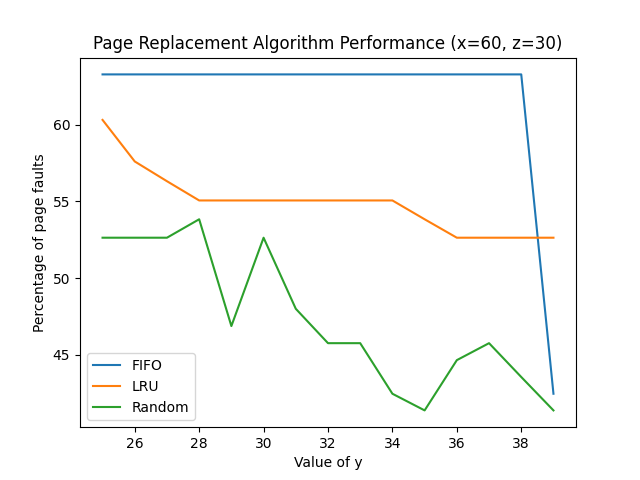 Page Replacement Algorithm Performance (x=60, z=30)
Percentage of page faults
60
55
50
45
FIFO
LRU
Random
26 28 30 32 34 36 38
Value of y